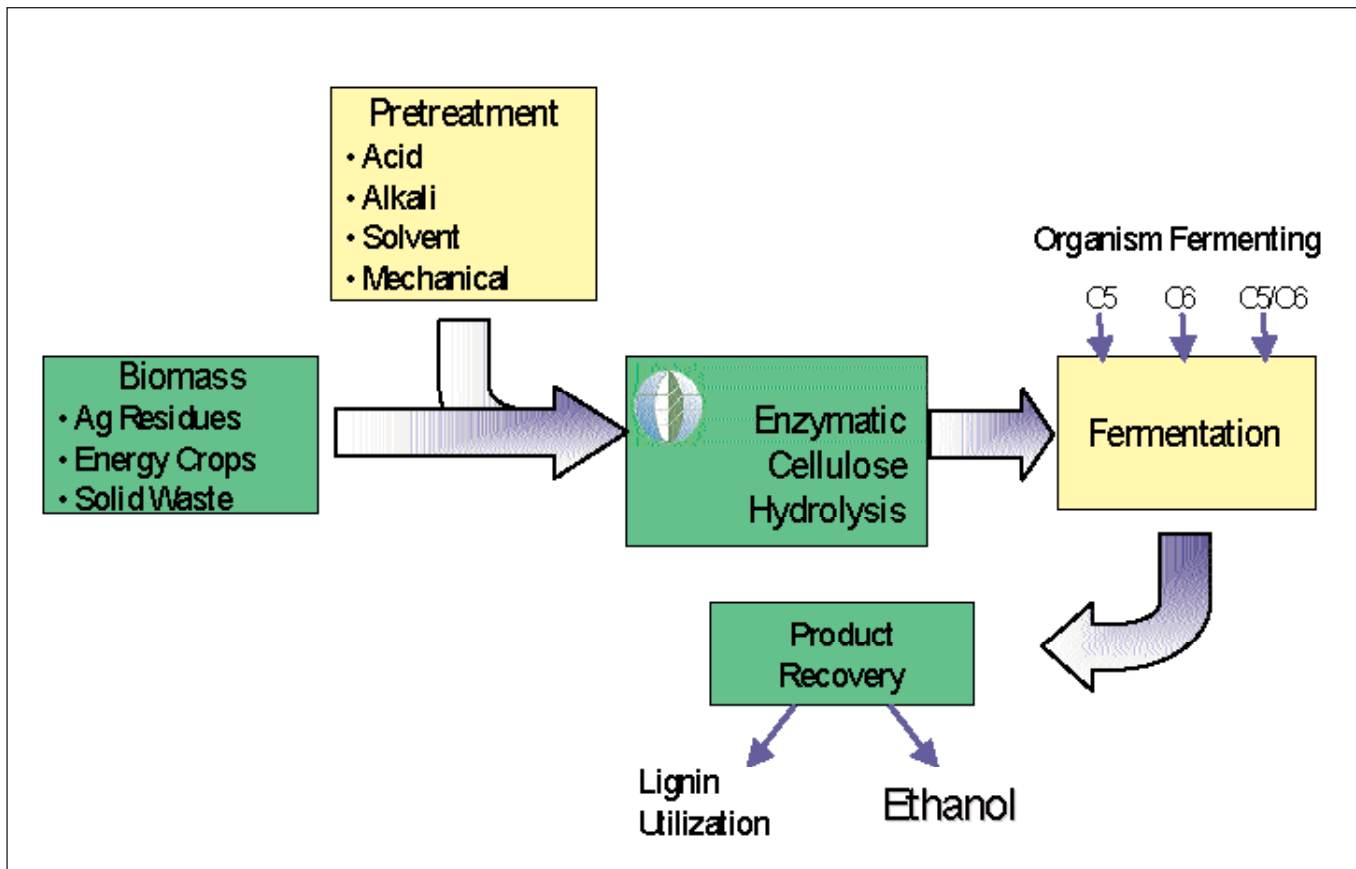 Pretreatment
• Acid
• Alkali
• Solvent
• Mechanical
Organism Fermenting
C5 C6 C5/C6
Biomass
• Ag Residues
• Energy Crops
• Solid Waste
Enzymatic
Cellulose
Hydrolysis
Fermentation
Product
Recovery
Lignin
Utilization
Ethanol